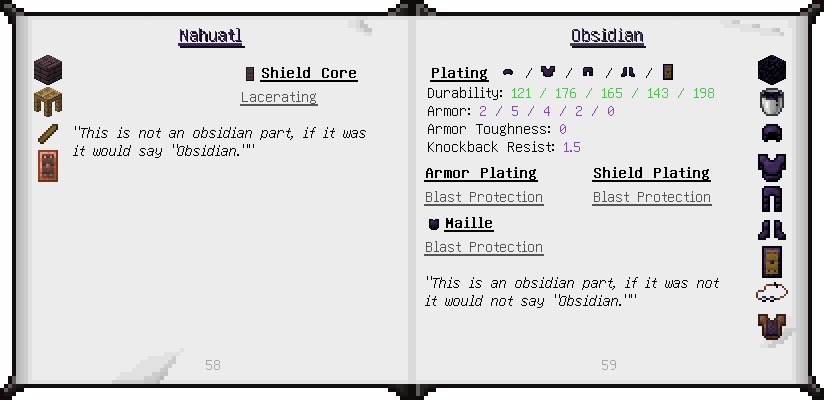 Nahuatl
Shield Core
Lacerating
"This is not an obsidian part, if it was
it would say "Obsidian.""
58
Obsidian
Plating / / / /
Durability: 121 / 176 / 165 / 143 / 198
Armor: 2 / 5 / 4 / 2 / 0
Armor Toughness: 0
Knockback Resist: 1.5
Armor Plating Shield Plating
Blast Protection Blast Protection
Maille
Blast Protection
"This is an obsidian part, if it was not
it would not say "Obsidian.""
59